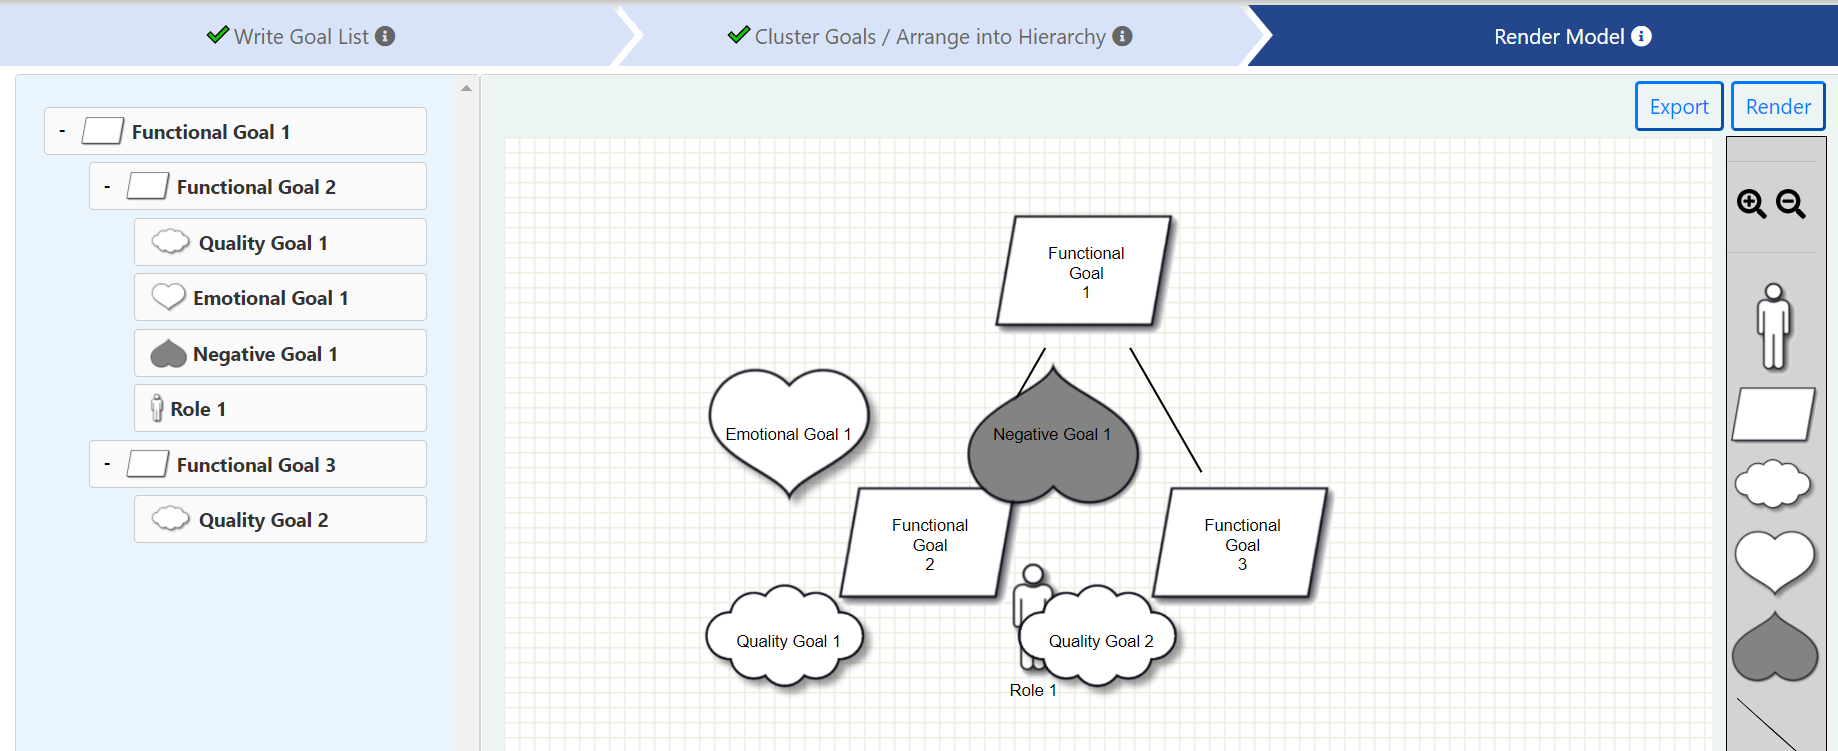 Write Goal List
Cluster Goals / Arrange into Hierarchy
Render Model
Export
Render
- Functional Goal 1
- Functional Goal 2
Quality Goal 1
Emotional Goal 1
Negative Goal 1
Role 1
- Functional Goal 3
Quality Goal 2
Functional
Goal
1
Emotional Goal 1
Negative Goal 1
Functional
Goal
2
Functional
Goal
3
Quality Goal 1
Quality Goal 2
Role 1